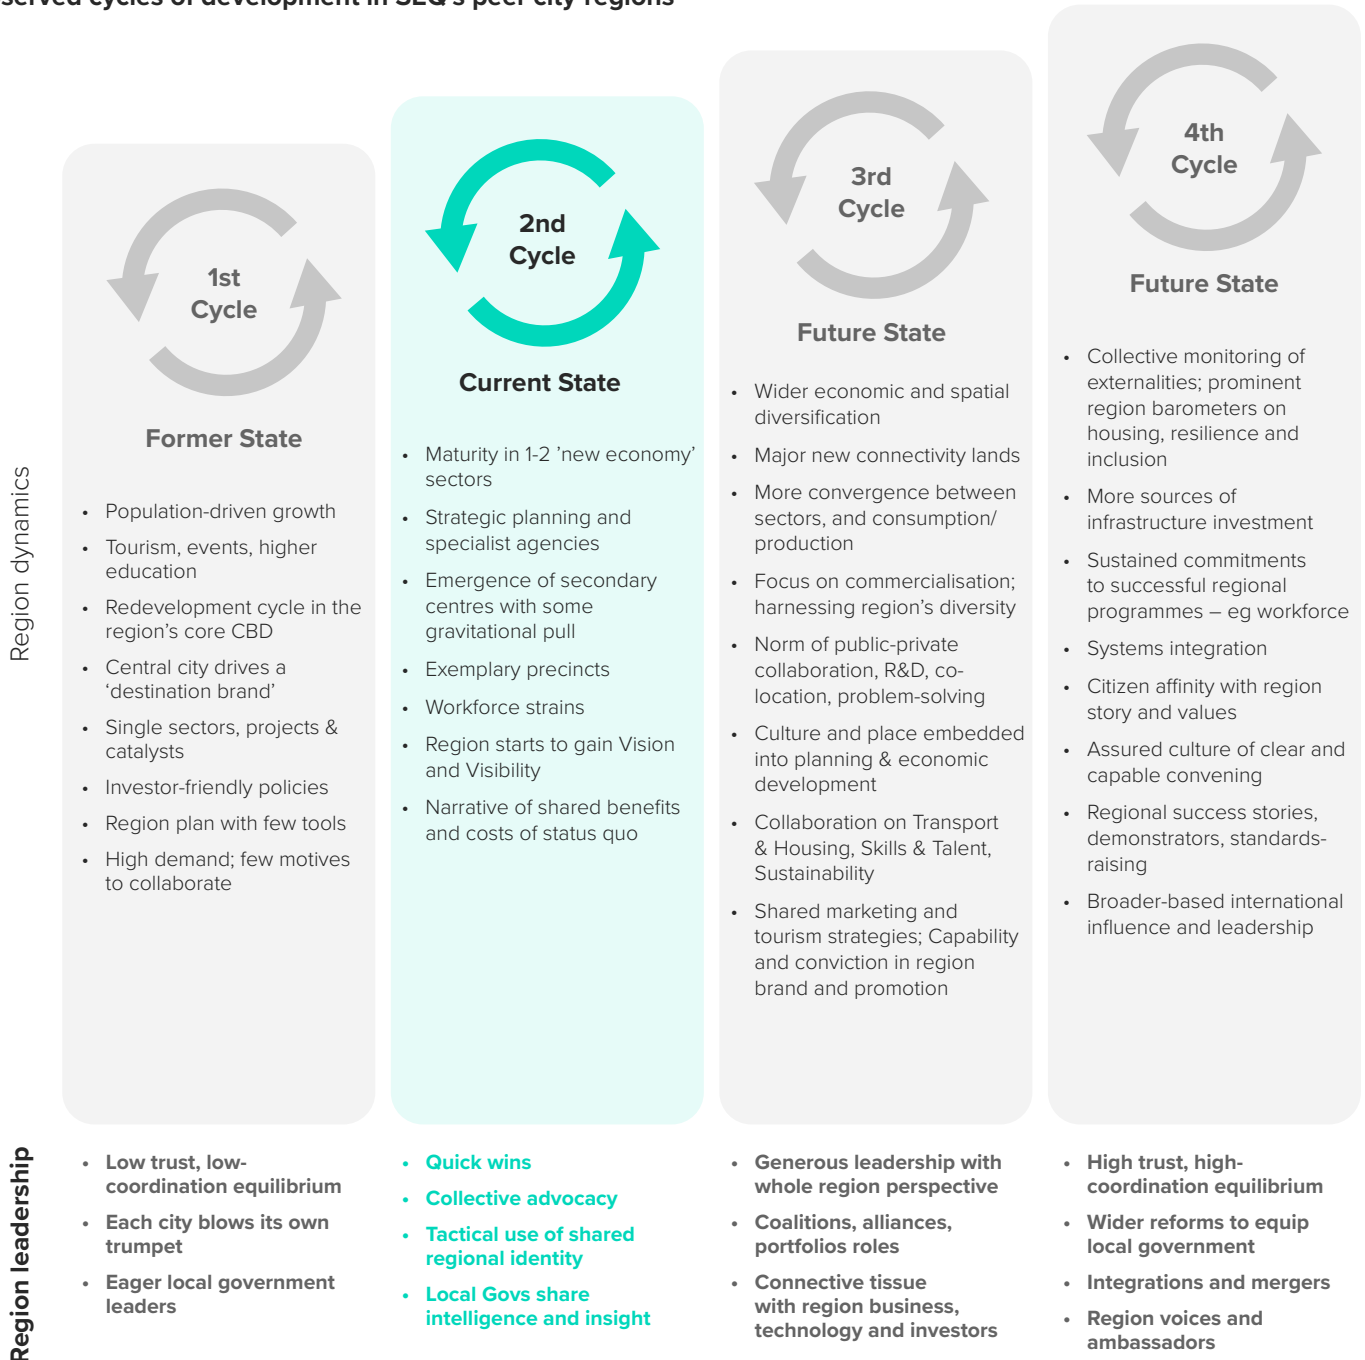 cycles of development in SEQ's peer city regions
1st
Cycle
Former State
• Population-driven growth
• Tourism, events, higher
education
• Redevelopment cycle in the
region's core CBD
• Central city drives a
'destination brand'
• Single sectors, projects &
catalysts
• Investor-friendly policies
• Region plan with few tools
• High demand; few motives
to collaborate
2nd
Cycle
Current State
• Maturity in 1-2 'new economy'
sectors
• Strategic planning and
specialist agencies
• Emergence of secondary
centres with some
gravitational pull
• Exemplary precincts
• Workforce strains
• Region starts to gain Vision
and Visibility
• Narrative of shared benefits
and costs of status quo
3rd
Cycle
Future State
• Wider economic and spatial
diversification
• Major new connectivity lands
• More convergence between
sectors, and consumption/
production
• Focus on commercialisation;
harnessing region's diversity
• Norm of public-private
collaboration, R&D, co-
location, problem-solving
• Culture and place embedded
into planning & economic
development
• Collaboration on Transport
& Housing, Skills & Talent,
Sustainability
• Shared marketing and
tourism strategies; Capability
and conviction in region
brand and promotion
4th
Cycle
Future State
• Collective monitoring of
externalities; prominent
region barometers on
housing, resilience and
inclusion
• More sources of
infrastructure investment
• Sustained commitments
to successful regional
programmes – eg workforce
• Systems integration
• Citizen affinity with region
story and values
• Assured culture of clear and
capable convening
• Regional success stories,
demonstrators, standards-
raising
• Broader-based international
influence and leadership
Region dynamics
Region leadership
• Low trust, low-
coordination equilibrium
• Each city blows its own
trumpet
• Eager local government
leaders
• Quick wins
• Collective advocacy
• Tactical use of shared
regional identity
• Local Govs share
intelligence and insight
• Generous leadership with
whole region perspective
• Coalitions, alliances,
portfolios roles
• Connective tissue
with region business,
technology and investors
• High trust, high-
coordination equilibrium
• Wider reforms to equip
local government
• Integrations and mergers
• Region voices and
ambassadors